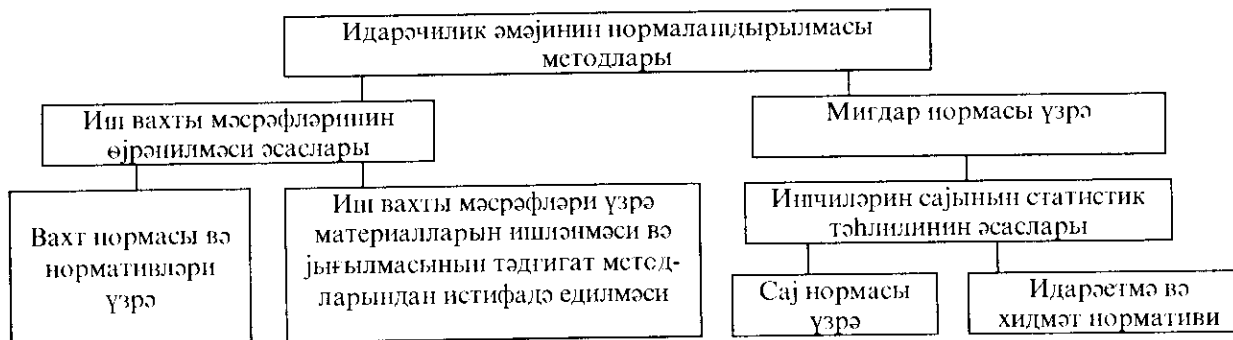 Идарәчилик әмәјинин нормалашдырылмасы
методлары
Иш вахты мәсрәфләринин
өјрәнилмәси әсаслары
Мигдар нормасы үзрә
Вахт нормасы вә
нормативләри
үзрә
Иш вахты мәсрәфләри үзрә
материалларын ишләнмәси вә
јығылмасынын тәдгигат метод-
ларындан истифадә едилмәси
Ишчиләрин сајынын статистик
тәһлилинин әсаслары
Сај нормасы
үзрә
Идарәетмә вә
хидмәт нормативи